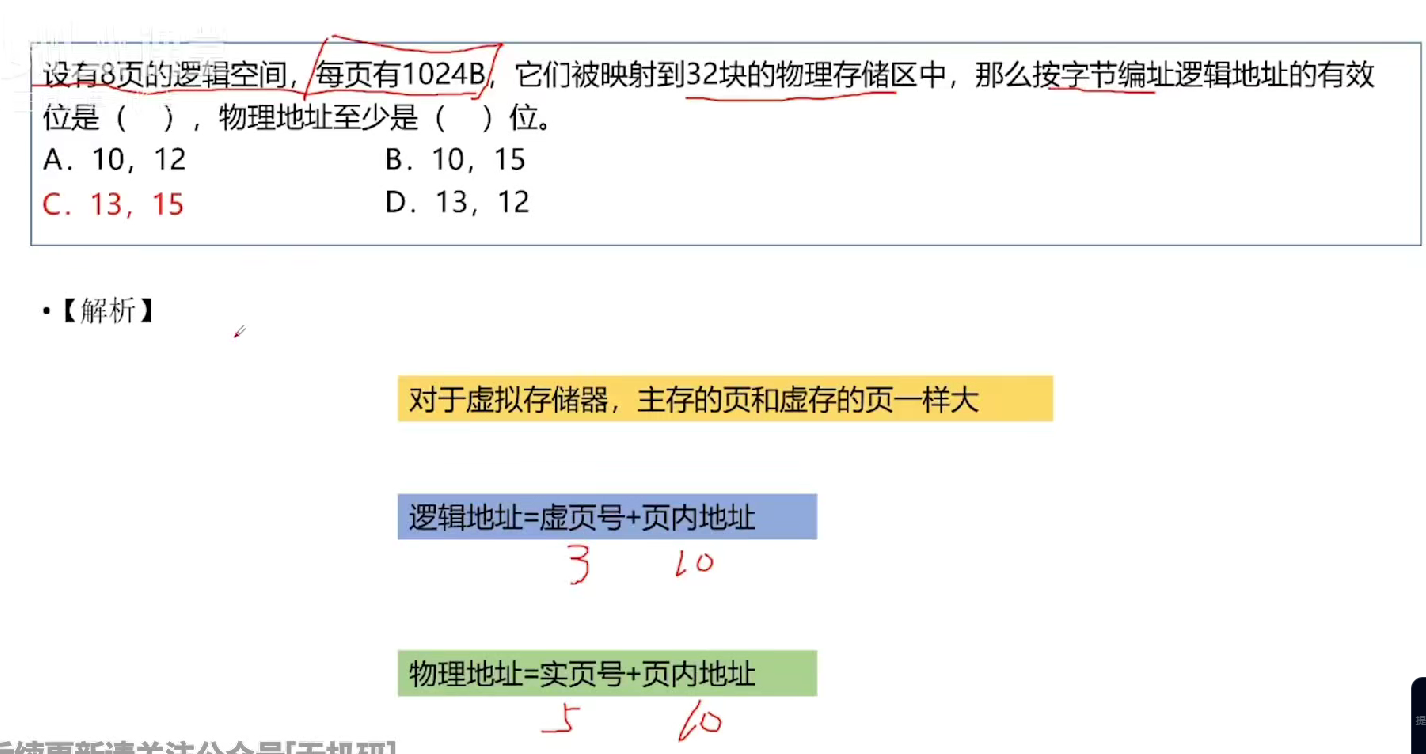 设有8页的逻辑空间，每页有1024B，它们被映射到32块的物理存储区中，那么按字节编址逻辑地址的有效
位是（    ），物理地址至少是（    ）位。
A. 10，12 B. 10，15
C. 13，15 D. 13，12
•【解析】
对于虚拟存储器，主存的页和虚存的页一样大
逻辑地址=虚页号+页内地址
3 10
物理地址=实页号+页内地址
5 10
后续更新请关注公众号[天机研]
提